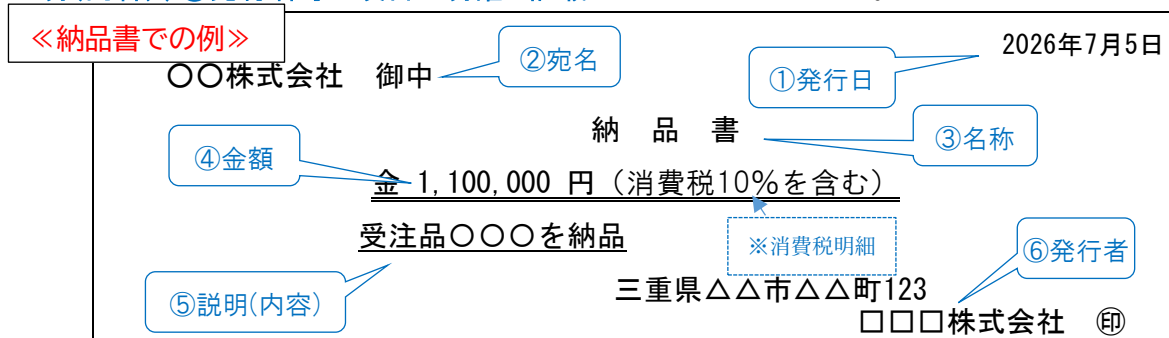 ≪納品書での例≫
2026年7月5日
①発行日
〇〇株式会社 御中
②宛名
納 品 書
③名称
④金額
金 1,100,000 円(消費税10%を含む)
※消費税明細
受注品〇〇〇を納品
⑤説明(内容)
三重県△△市△△町123
⑥発行者
□□□株式会社 ㊞